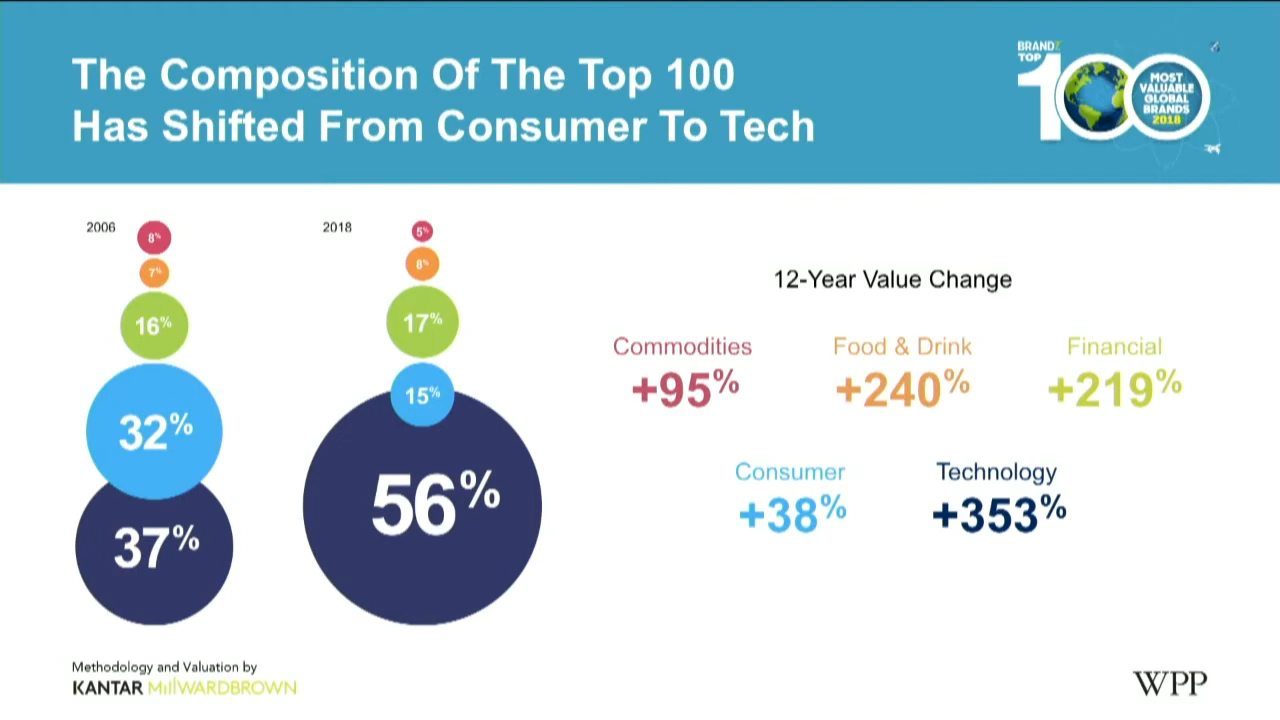 The Composition Of The Top 100
Has Shifted From Consumer To Tech
BRANDZ
TOP
100
MOST
VALUABLE
GLOBAL
BRANDS
2018
2006
8%
7%
16%
32%
37%
2018
5%
8%
17%
15%
56%
12-Year Value Change
Commodities
+95%
Food & Drink
+240%
Financial
+219%
Consumer
+38%
Technology
+353%
Methodology and Valuation by
KANTAR MillWARDBROWN
WPP